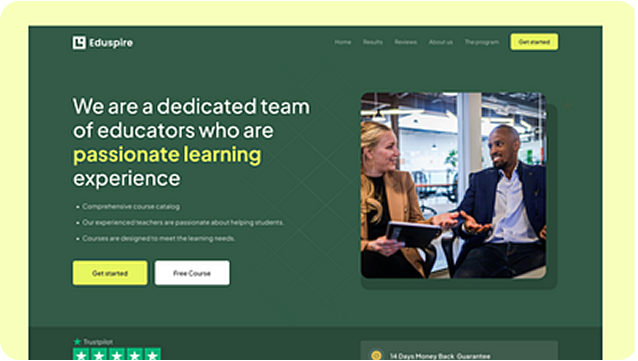 Eduspire
Home Results Reviews About us The program Get started
We are a dedicated team
of educators who are
passionate learning
experience
• Comprehensive course catalog
• Our experienced teachers are passionate about helping students.
• Courses are designed to meet the learning needs.
Get started Free Course
Trustpilot
14 Days Money Back Guarantee